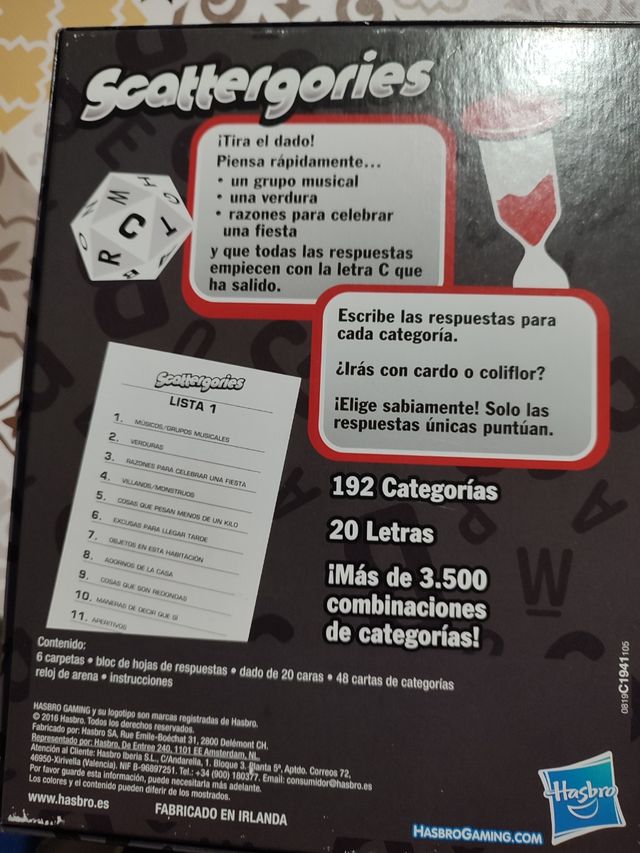 Scattergories
¡Tira el dado!
Piensa rápidamente...
• un grupo musical
• una verdura
• razones para celebrar
una fiesta
y que todas las respuestas
empiecen con la letra C que
ha salido.
H
W
C
T
R
Escribe las respuestas para
cada categoría.
¿Irás con cardo o coliflor?
¡Elige sabiamente! Solo las
respuestas únicas puntúan.
Scattergories
LISTA 1
1. MÚSICOS/GRUPOS MUSICALES
2. VERDURAS
3. RAZONES PARA CELEBRAR UNA FIESTA
4. VILLANOS/MONSTRUOS
5. COSAS QUE PESAN MENOS DE UN KILO
6. EXCUSAS PARA LLEGAR TARDE
7. OBJETOS EN ESTA HABITACIÓN
8. ADORNOS DE LA CASA
9. COSAS QUE SON REDONDAS
10. MANERAS DE DECIR QUE SÍ
11. APERITIVOS
192 Categorías
20 Letras
¡Más de 3.500
combinaciones
de categorías!
W
Contenido:
6 carpetas • bloc de hojas de respuestas • dado de 20 caras • 48 cartas de categorías
reloj de arena • instrucciones
HASBRO GAMING y su logotipo son marcas registradas de Hasbro.
© 2016 Hasbro. Todos los derechos reservados.
Fabricado por: Hasbro SA, Rue Emile-Boéchat 31, 2800 Delémont CH.
Representado por: Hasbro, De Entree 240, 1101 EE Amsterdam, NL.
Atención al Cliente: Hasbro Iberia S.L., C/Andarella, 1. Bloque 3. Planta 5ª, Aptdo. Correos 72,
46950-Xirivella (Valencia). NIF B-96897251. Tel.: +34 (900) 180377. Email: consumidor@hasbro.es
Por favor guarde esta información, puede necesitarla más adelante.
Los colores y el contenido pueden diferir de los mostrados.
www.hasbro.es
FABRICADO EN IRLANDA
0819C1941105
Hasbro
HASBROGAMING.COM